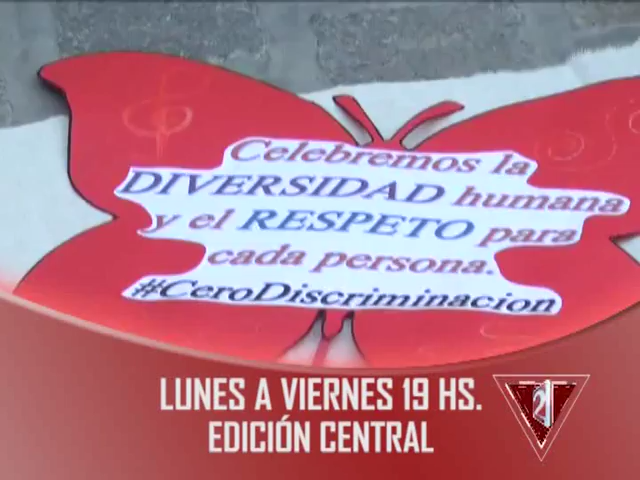 Celebremos la
DIVERSIDAD humana
y el RESPETO para
cada persona.
#CeroDiscriminacion
LUNES A VIERNES 19 HS.
EDICIÓN CENTRAL